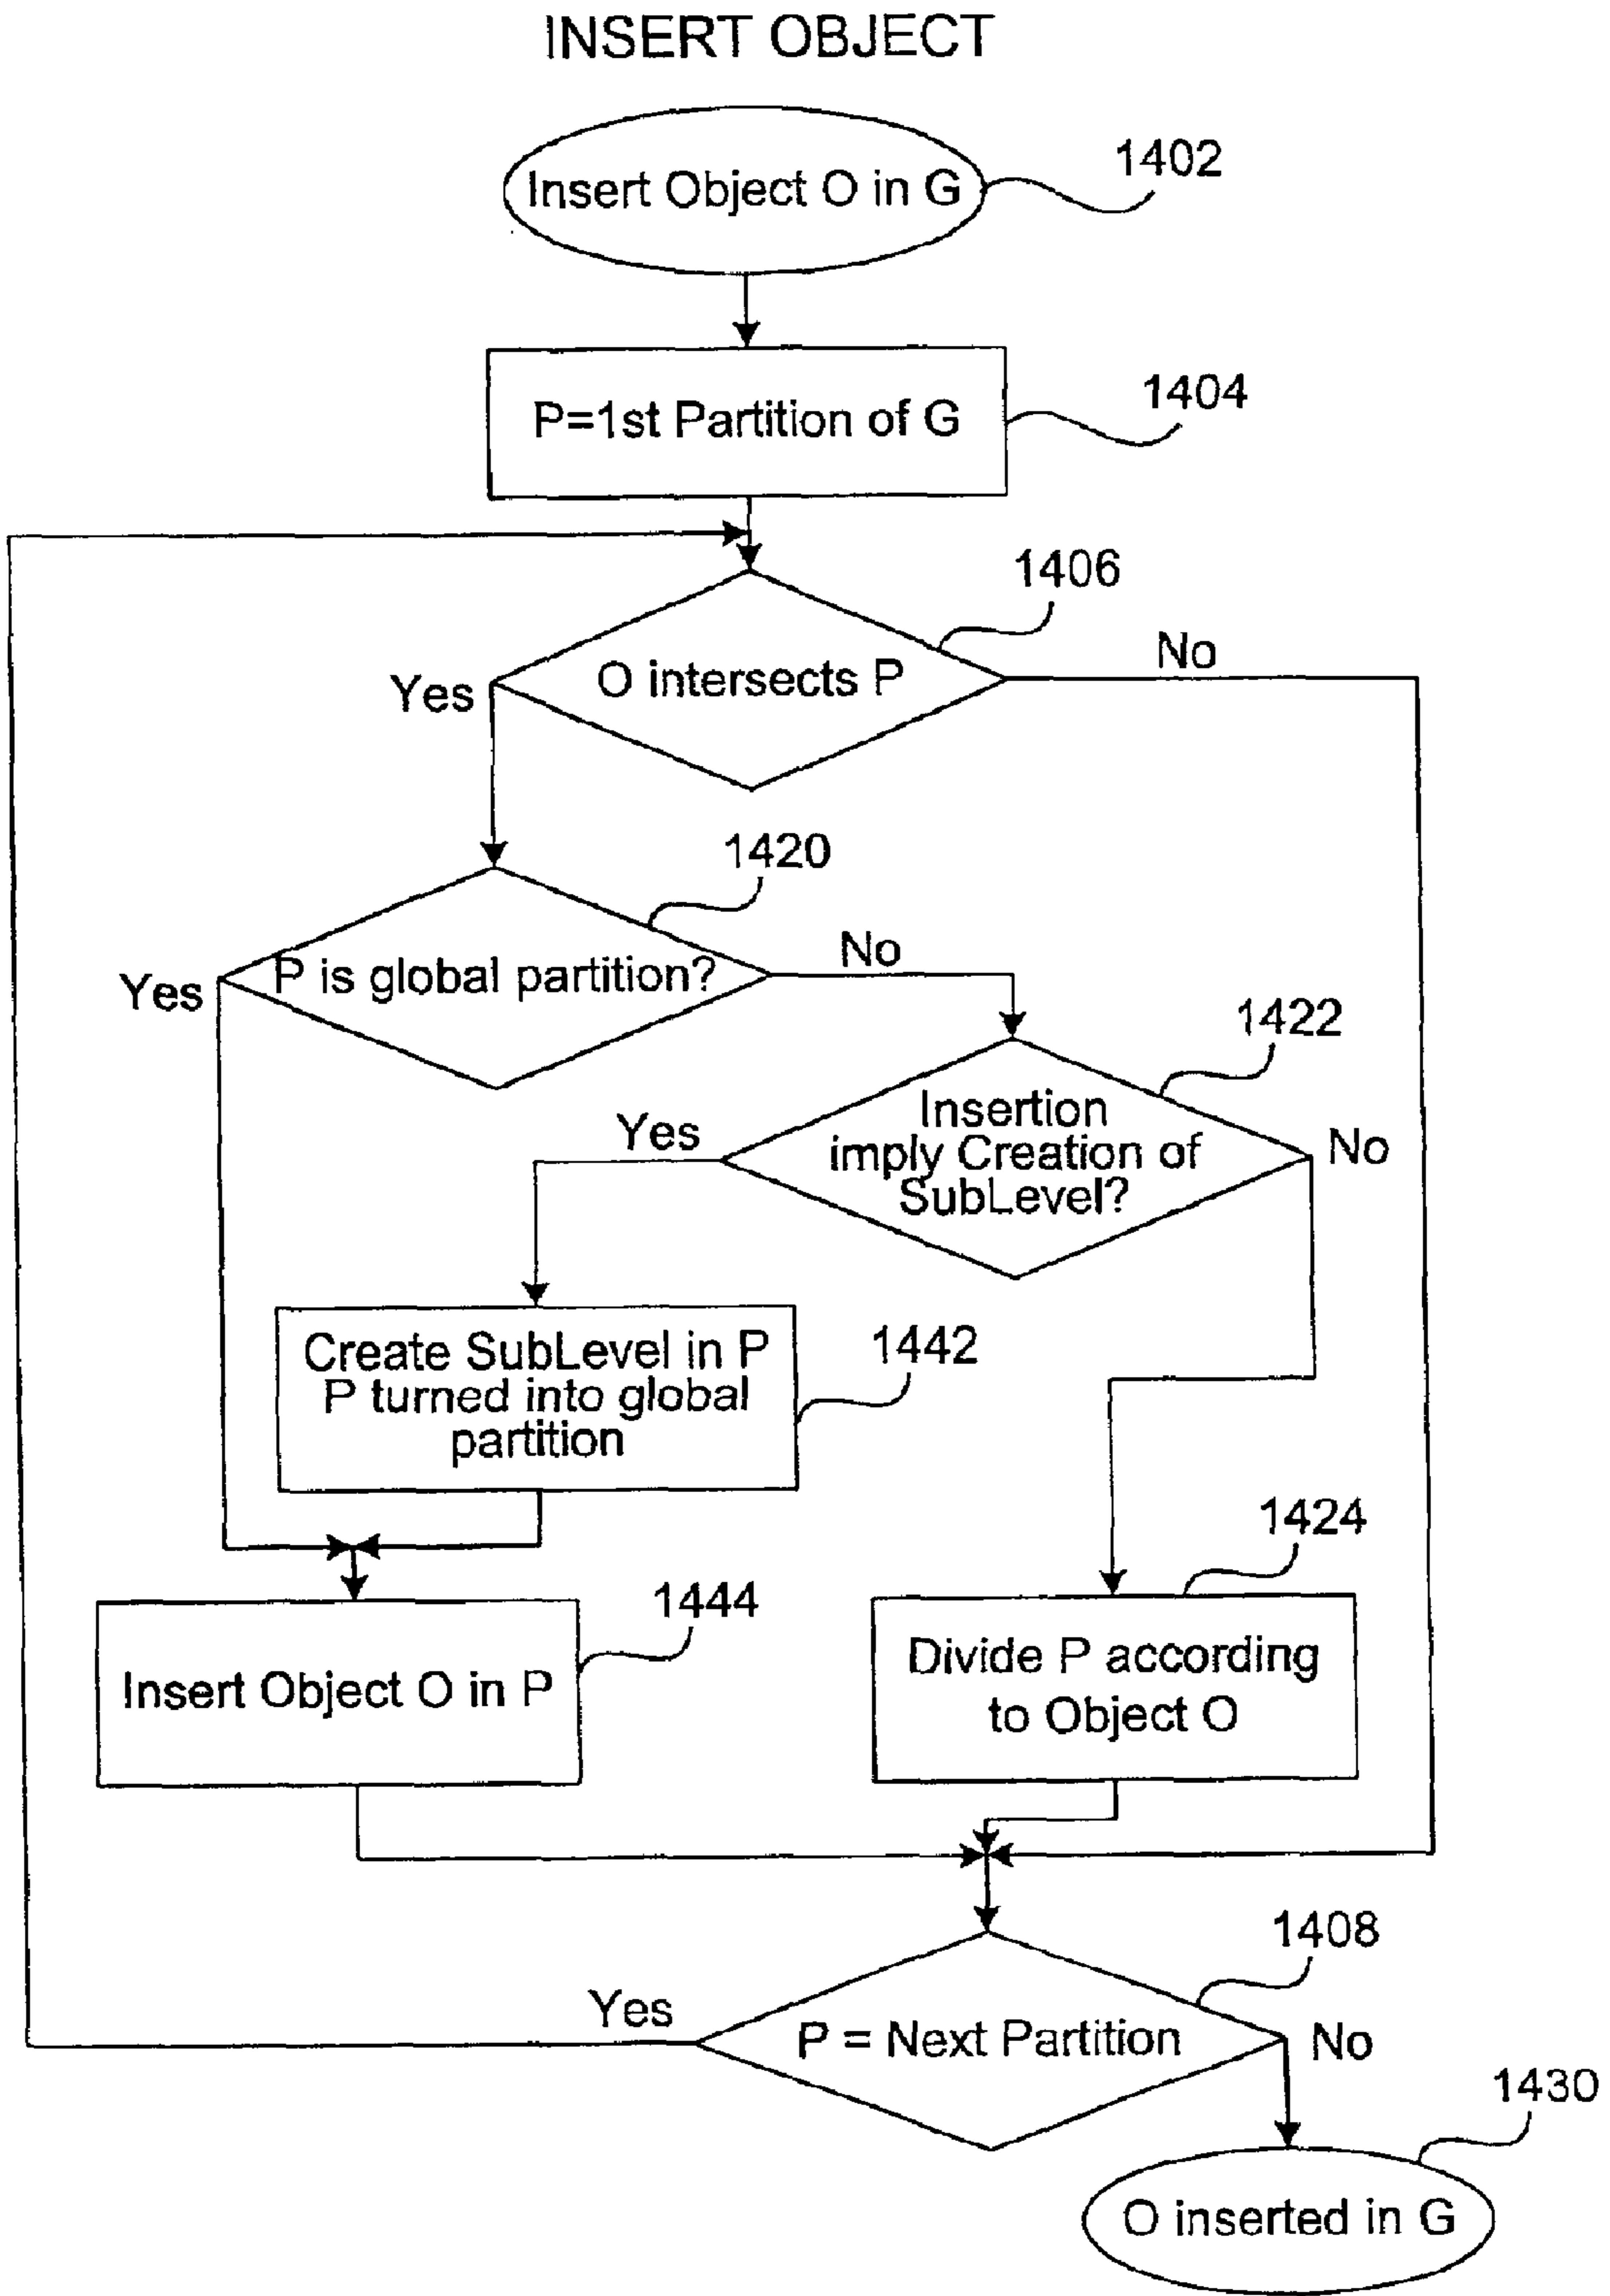 INSERT OBJECT
Insert Object O in G
1402
P=1st Partition of G
1404
1406
O intersects P
Yes
No
1420
P is global partition?
Yes
No
1422
Insertion
imply Creation of
SubLevel?
Yes
No
Create SubLevel in P
P turned into global
partition
1442
1424
1444
Insert Object O in P
Divide P according
to Object O
1408
Yes
P = Next Partition
No
1430
O inserted in G